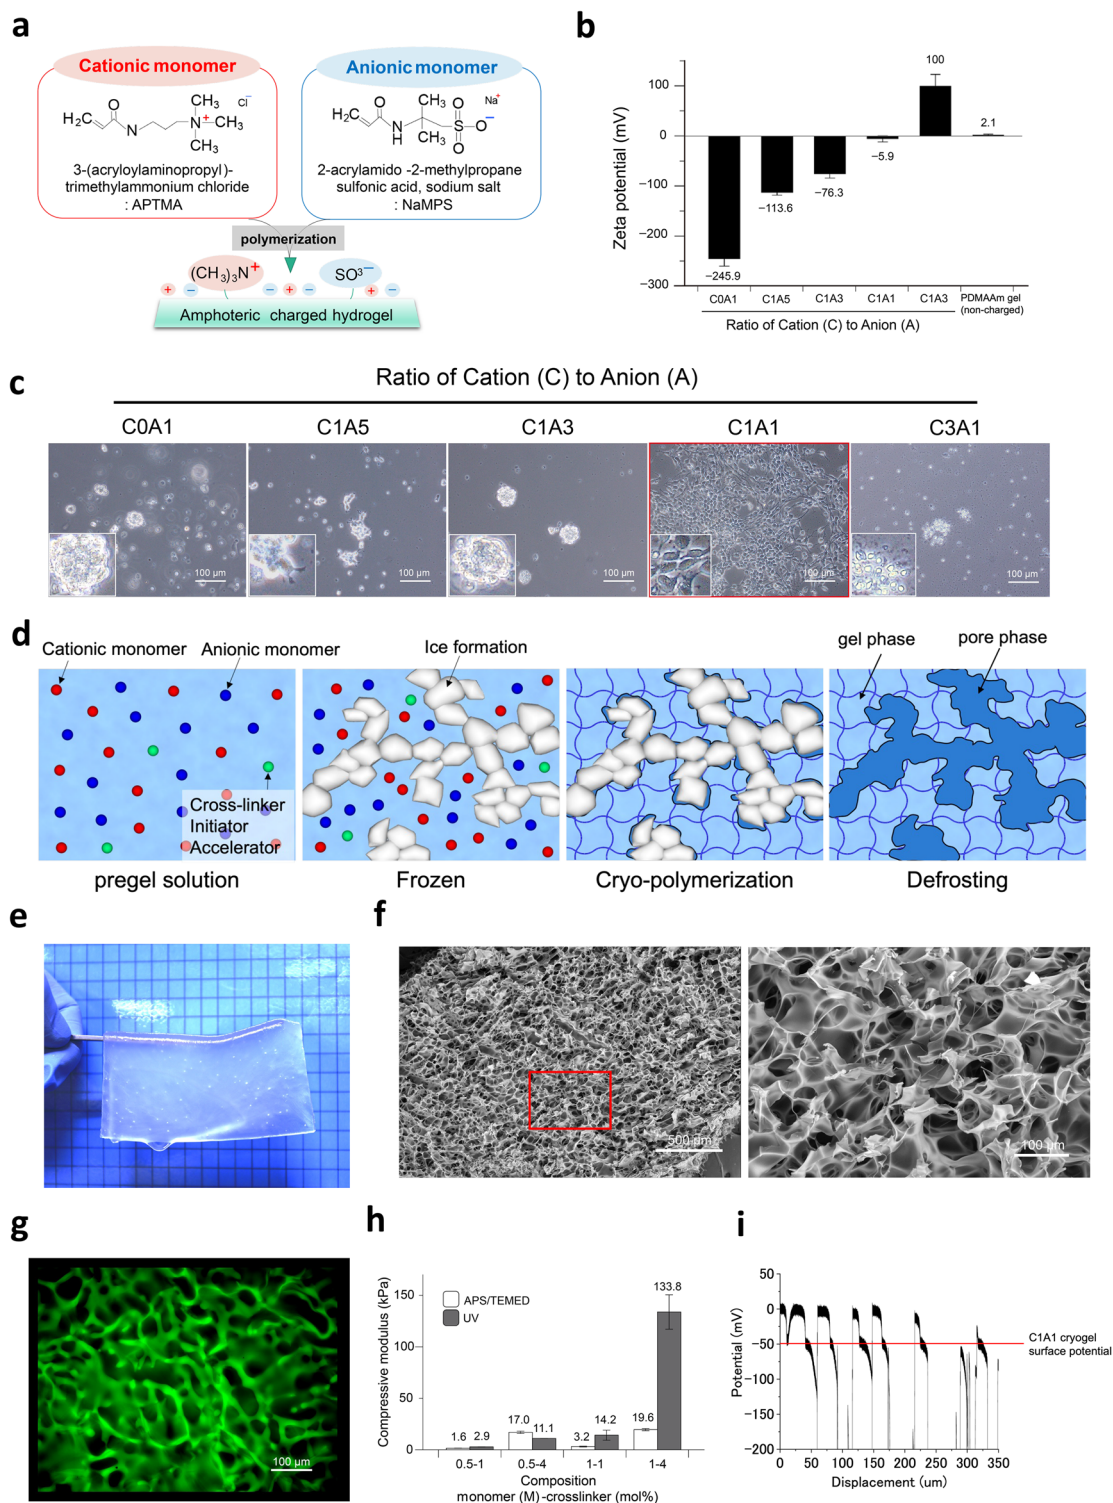 a
Cationic monomer
Anionic monomer
O
H₂C
N
H
CH₃
N
+
CH₃
CH₃
Cl−
O
H₂C
N
H
CH₃
CH₃
O
S
O
O
−
Na+
3-(acryloylaminopropyl)-
trimethylammonium chloride
: APTMA
2-acrylamido -2-methylpropane
sulfonic acid, sodium salt
: NaMPS
polymerization
(CH₃)₃N+
SO³−
+ − + − + −
Amphoteric charged hydrogel
b
Zeta potential (mV)
100
0
−100
−200
−300
−245.9
−113.6
−76.3
−5.9
100
2.1
C0A1 C1A5 C1A3 C1A1 C1A3 PDMAAm gel
(non-charged)
Ratio of Cation (C) to Anion (A)
c
Ratio of Cation (C) to Anion (A)
C0A1 C1A5 C1A3 C1A1 C3A1
100 µm 100 µm 100 µm 100 µm 100 µm
d
Cationic monomer
Anionic monomer
Ice formation
gel phase
pore phase
Cross-linker
Initiator
Accelerator
pregel solution
Frozen
Cryo-polymerization
Defrosting
e
f
500 µm
100 µm
g
100 µm
h
Compressive modulus (kPa)
150
100
50
0
APS/TEMED
UV
1.6 2.9 17.0 11.1 3.2 14.2 19.6 133.8
0.5-1 0.5-4 1-1 1-4
Composition
monomer (M)-crosslinker (mol%)
i
Potential (mV)
50
0
−50
−100
−150
−200
0 50 100 150 200 250 300 350
Displacement (um)
C1A1 cryogel
surface potential